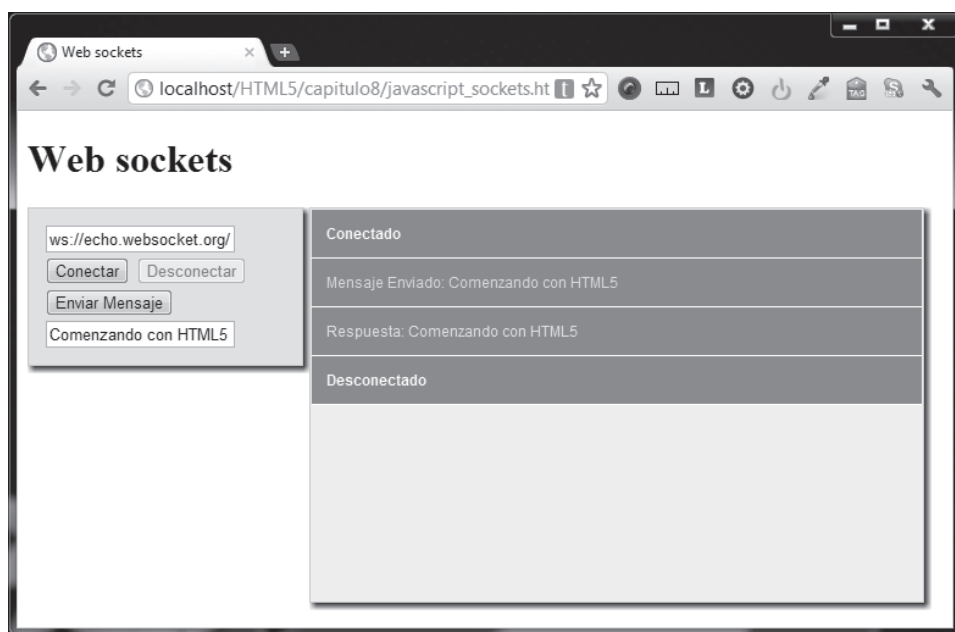 Web sockets
localhost/HTML5/capitulo8/javascript_sockets.ht
Web sockets
ws://echo.websocket.org/
Conectar Desconectar
Enviar Mensaje
Comenzando con HTML5
Conectado
Mensaje Enviado: Comenzando con HTML5
Respuesta: Comenzando con HTML5
Desconectado